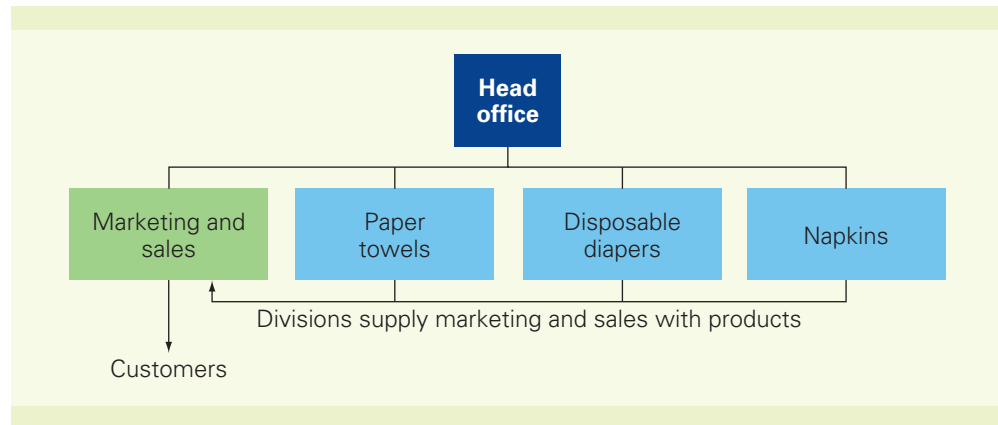 Head
office
Marketing and
sales
Paper
towels
Disposable
diapers
Napkins
Divisions supply marketing and sales with products
Customers